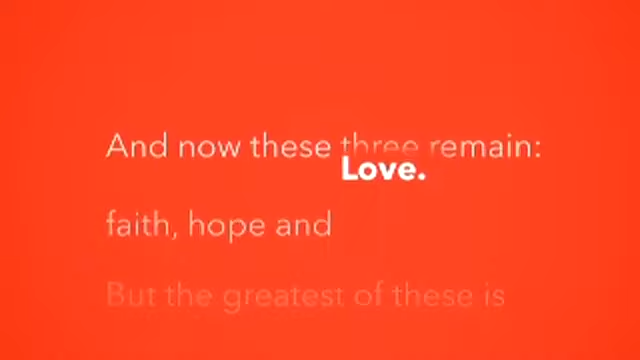 And now these three remain:
Love.
faith, hope and
But the greatest of these is